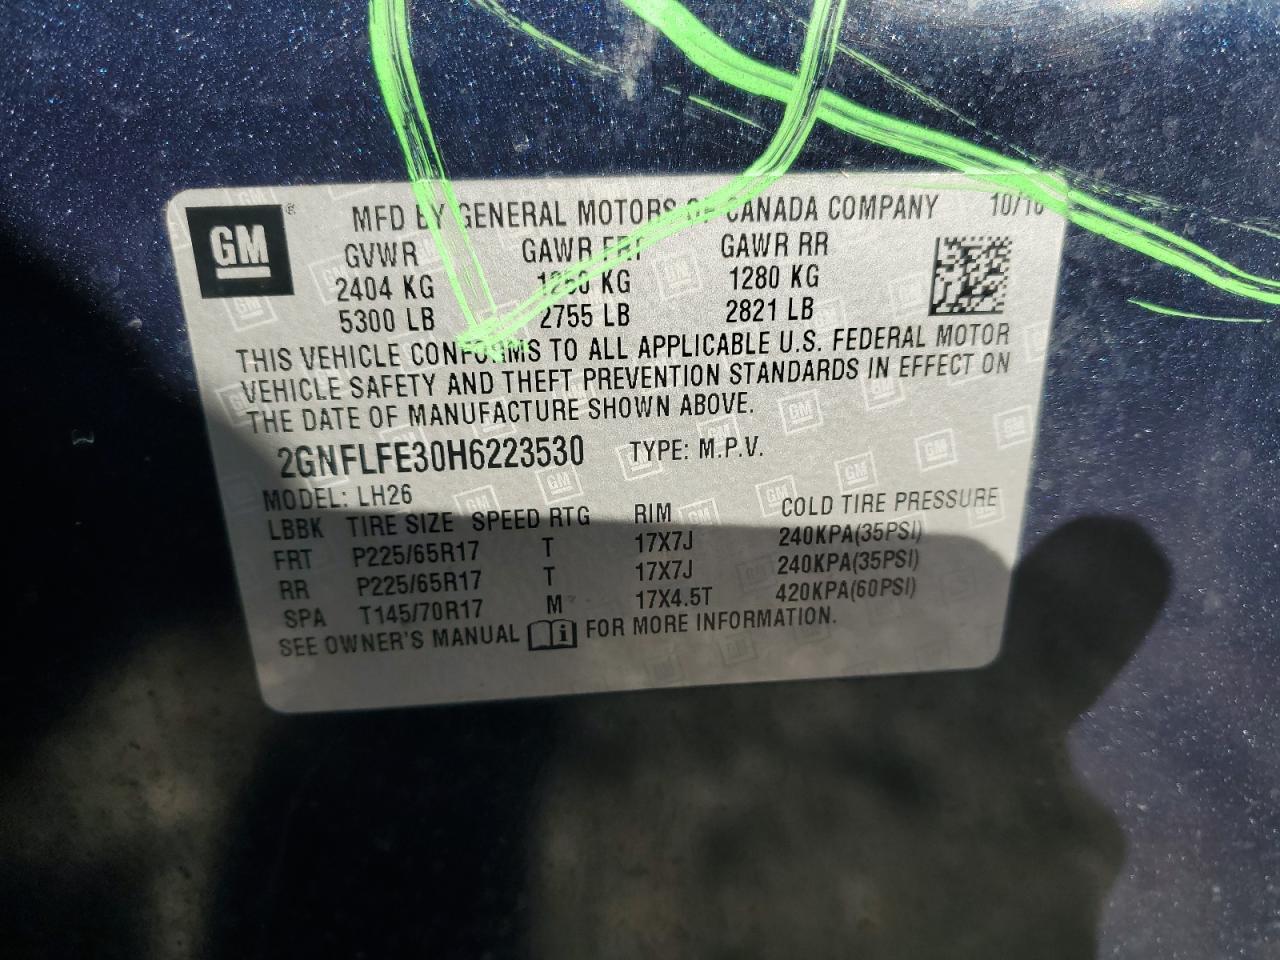 GM ®
MFD BY GENERAL MOTORS OF CANADA COMPANY 10/16
GVWR GAWR FRT GAWR RR
2404 KG 1250 KG 1280 KG
5300 LB 2755 LB 2821 LB
THIS VEHICLE CONFORMS TO ALL APPLICABLE U.S. FEDERAL MOTOR
VEHICLE SAFETY AND THEFT PREVENTION STANDARDS IN EFFECT ON
THE DATE OF MANUFACTURE SHOWN ABOVE.
2GNFLFE30H6223530 TYPE: M.P.V.
MODEL: LH26
LBBK TIRE SIZE SPEED RTG RIM COLD TIRE PRESSURE
FRT P225/65R17 T 17X7J 240KPA(35PSI)
RR P225/65R17 T 17X7J 240KPA(35PSI)
SPA T145/70R17 M 17X4.5T 420KPA(60PSI)
SEE OWNER'S MANUAL i FOR MORE INFORMATION.